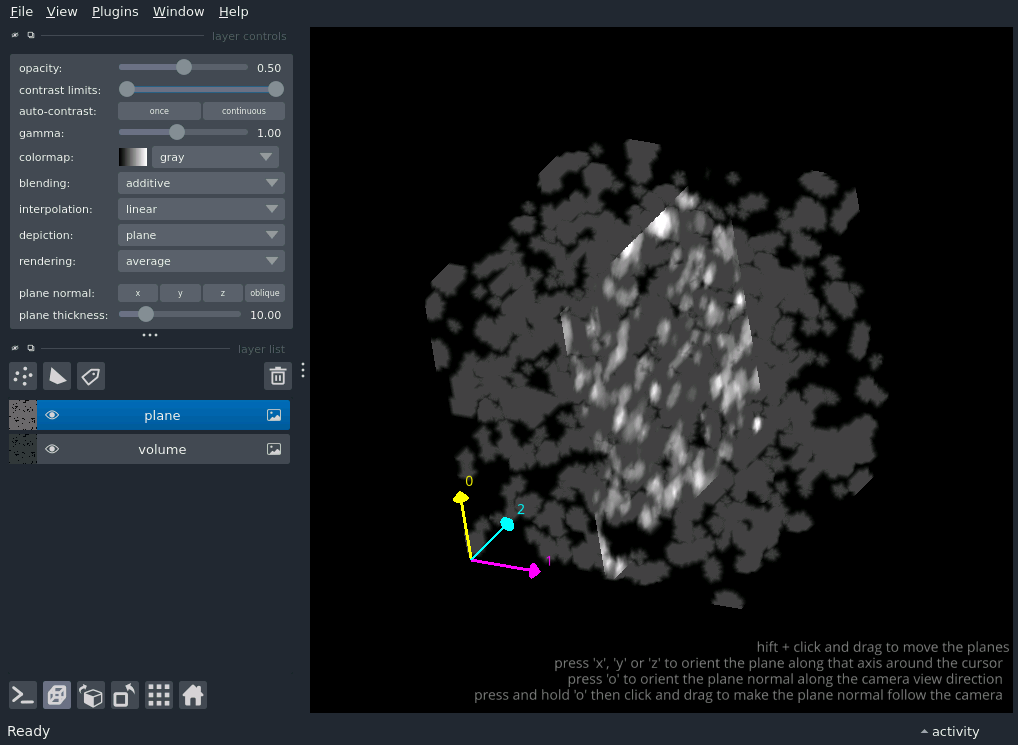 File View Plugins Window Help
layer controls
opacity: 0.50
contrast limits:
auto-contrast: once continuous
gamma: 1.00
colormap: gray
blending: additive
interpolation: linear
depiction: plane
rendering: average
plane normal: x y z oblique
plane thickness: 10.00
layer list
plane
volume
0
2
1
hift + click and drag to move the planes
press 'x', 'y' or 'z' to orient the plane along that axis around the cursor
press 'o' to orient the plane normal along the camera view direction
press and hold 'o' then click and drag to make the plane normal follow the camera
Ready activity